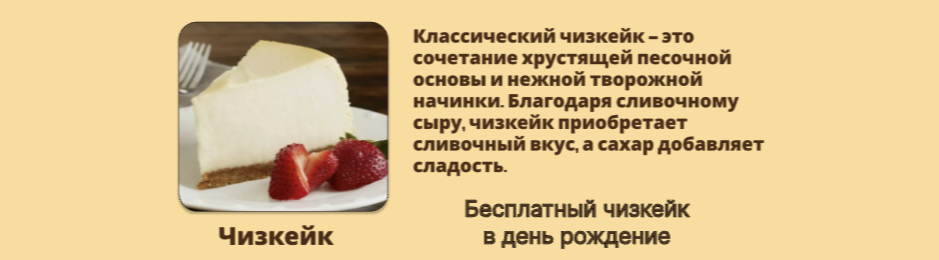 Классический чизкейк – это
сочетание хрустящей песочной
основы и нежной творожной
начинки. Благодаря сливочному
сыру, чизкейк приобретает
сливочный вкус, а сахар добавляет
сладость.
Чизкейк
Бесплатный чизкейк
в день рождение